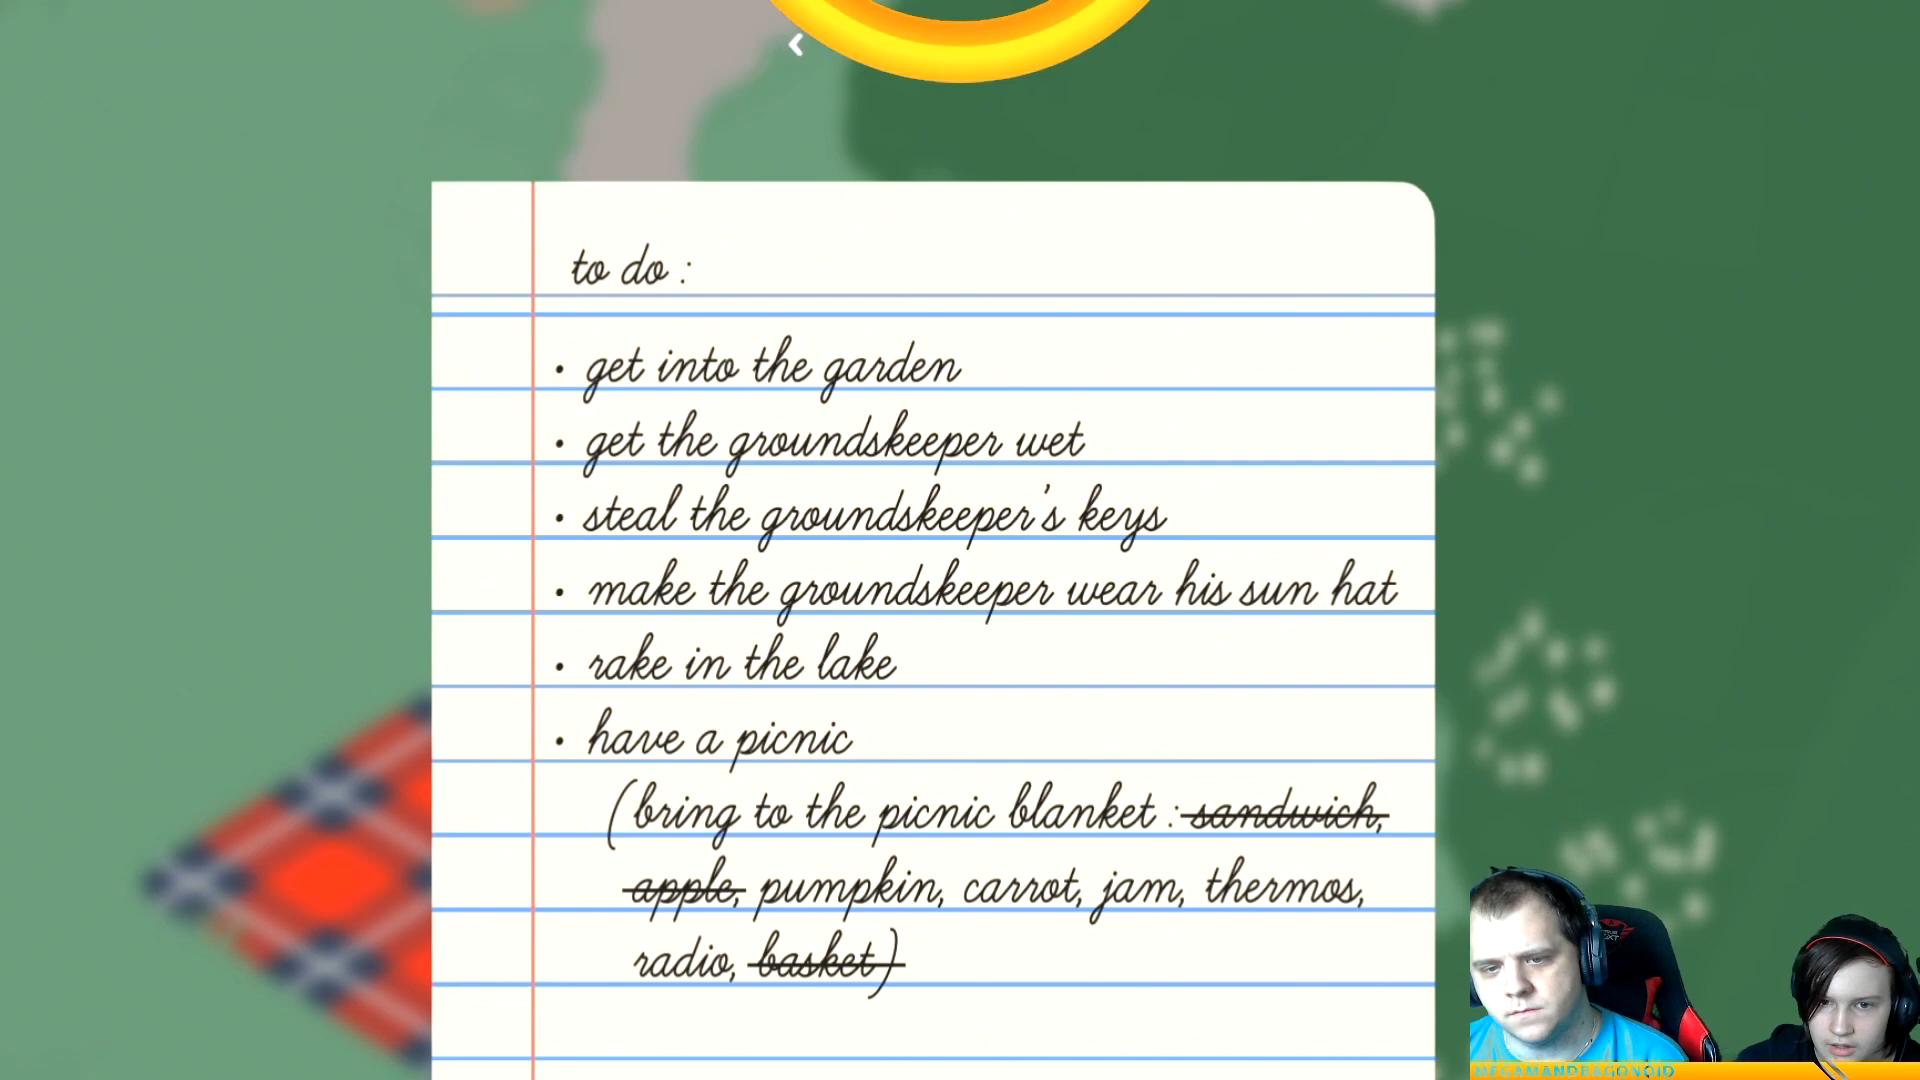 to do :
• get into the garden
• get the groundskeeper wet
• steal the groundskeeper's keys
• make the groundskeeper wear his sun hat
• rake in the lake
• have a picnic
(bring to the picnic blanket : sandwich,
apple, pumpkin, carrot, jam, thermos,
radio, basket)
MEGAMANDRAGONOID